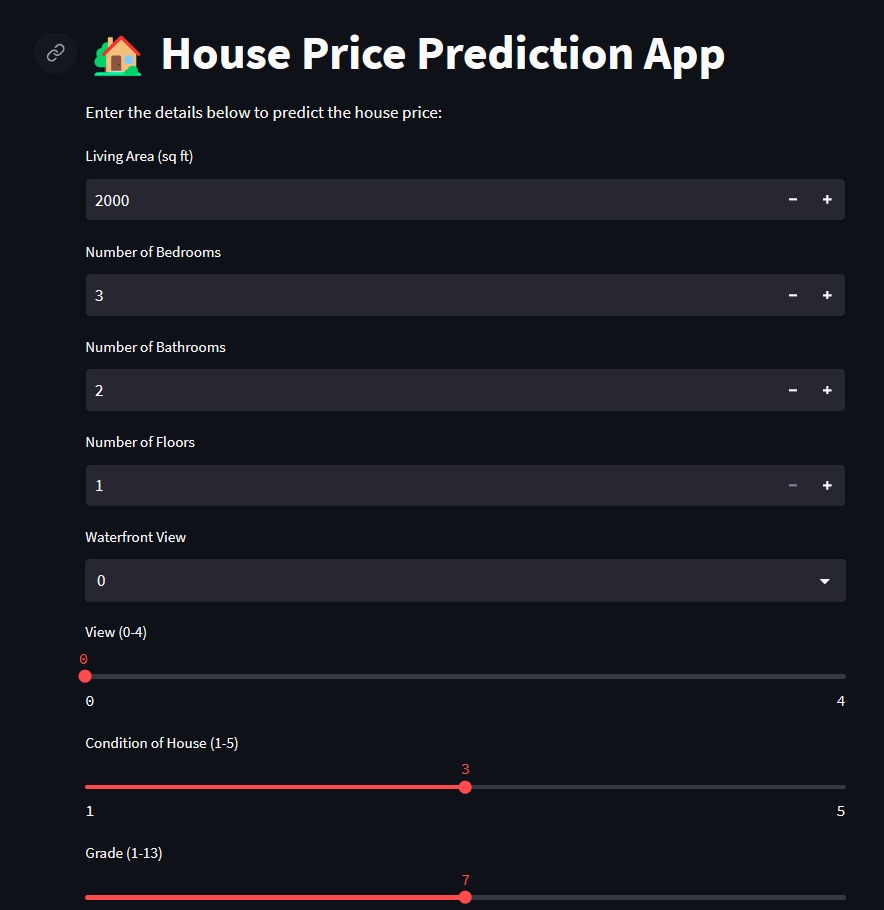 House Price Prediction App
Enter the details below to predict the house price:
Living Area (sq ft)
2000
Number of Bedrooms
3
Number of Bathrooms
2
Number of Floors
1
Waterfront View
0
View (0-4)
0
0 4
Condition of House (1-5)
3
1 5
Grade (1-13)
7